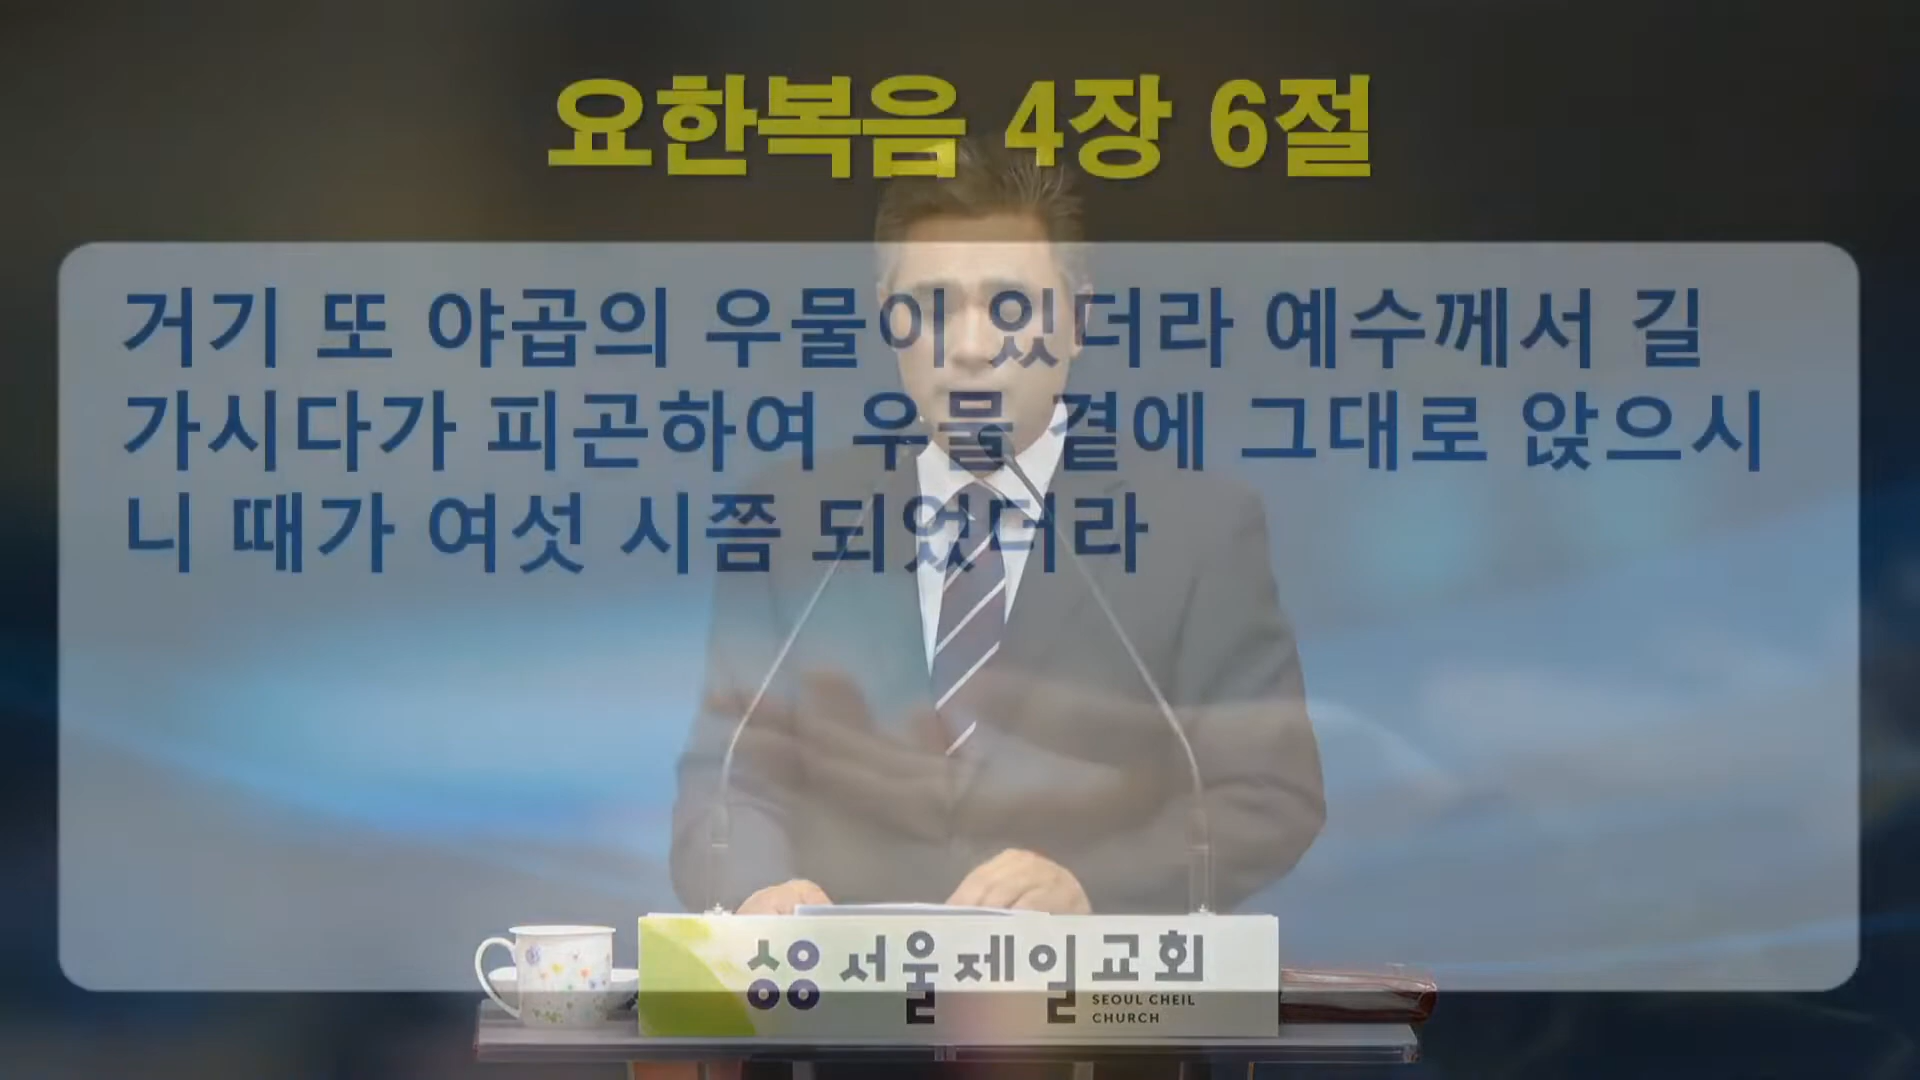 요한복음 4장 6절
거기 또 야곱의 우물이 있더라 예수께서 길
가시다가 피곤하여 우물 곁에 그대로 앉으시
니 때가 여섯 시쯤 되었더라
서울제일교회
SEOUL CHEIL
CHURCH